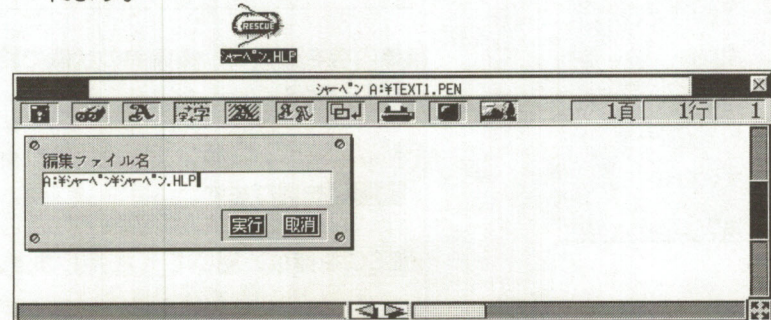 RESCUE
ｼｬｰﾍﾟﾝ.HLP
ｼｬｰﾍﾟﾝ A:¥TEXT1.PEN
1頁 1行 1
編集ファイル名
A:¥ｼｬｰﾍﾟﾝ¥ｼｬｰﾍﾟﾝ.HLP
実行 取消